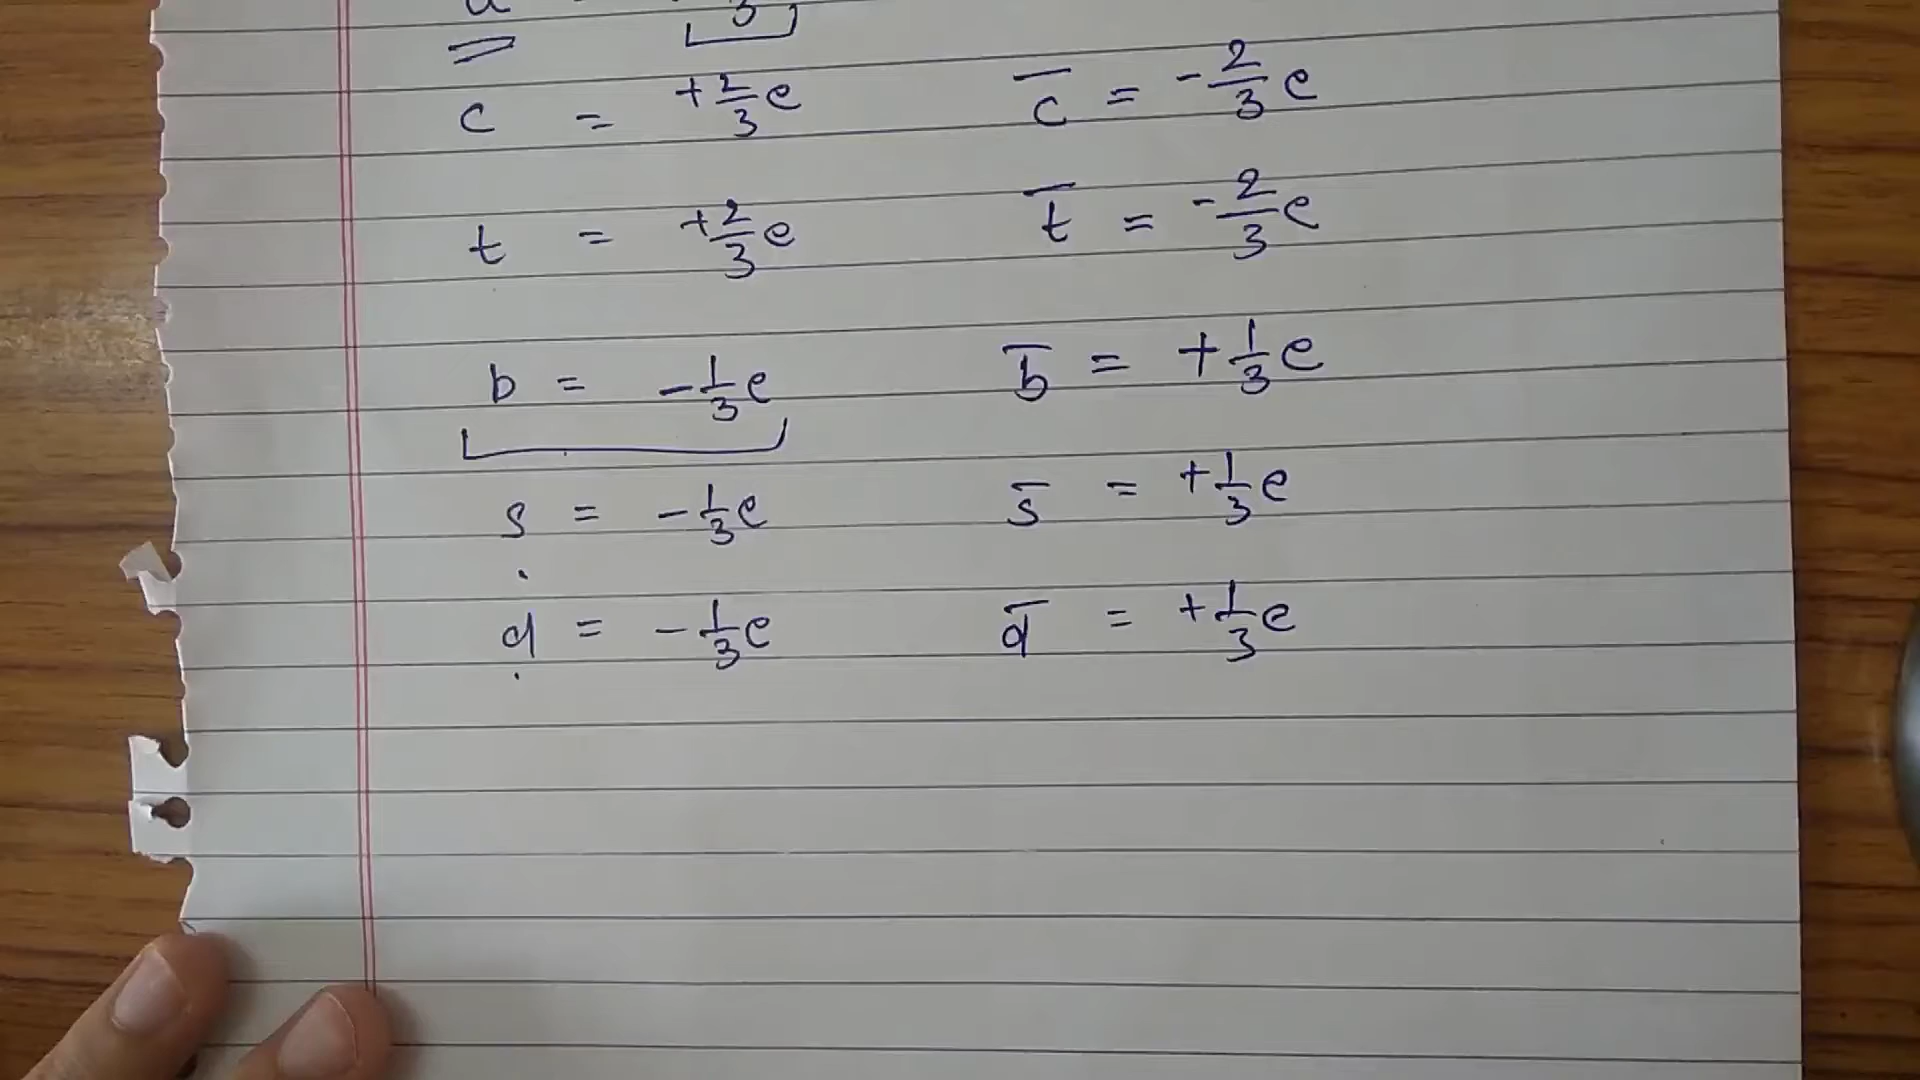 u 3
c = +2/3 e c̅ = -2/3 e
t = +2/3 e t̅ = -2/3 e
b = -1/3 e b̅ = +1/3 e
s = -1/3 e s̅ = +1/3 e
d = -1/3 e d̅ = +1/3 e